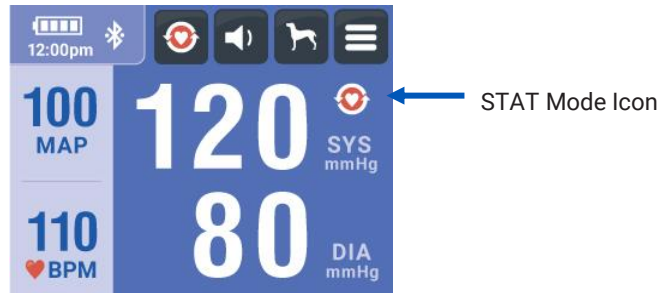 12:00pm
100
MAP
110
BPM
120
SYS
mmHg
80
DIA
mmHg
STAT Mode Icon